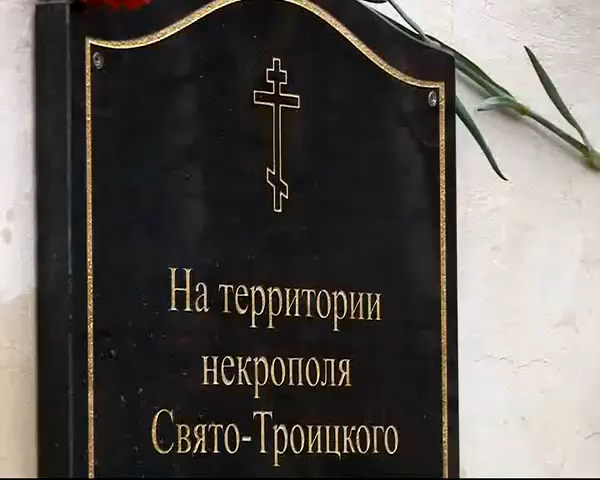 На территории
некрополя
Свято-Троицкого